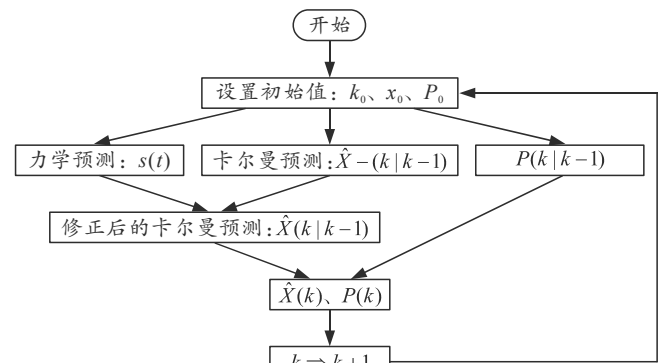 开始
设置初始值: k₀、x₀、P₀
力学预测: s(t)
卡尔曼预测:X̂−(k|k−1)
P(k|k−1)
修正后的卡尔曼预测:X̂(k|k−1)
X̂(k)、P(k)
k⇒k+1